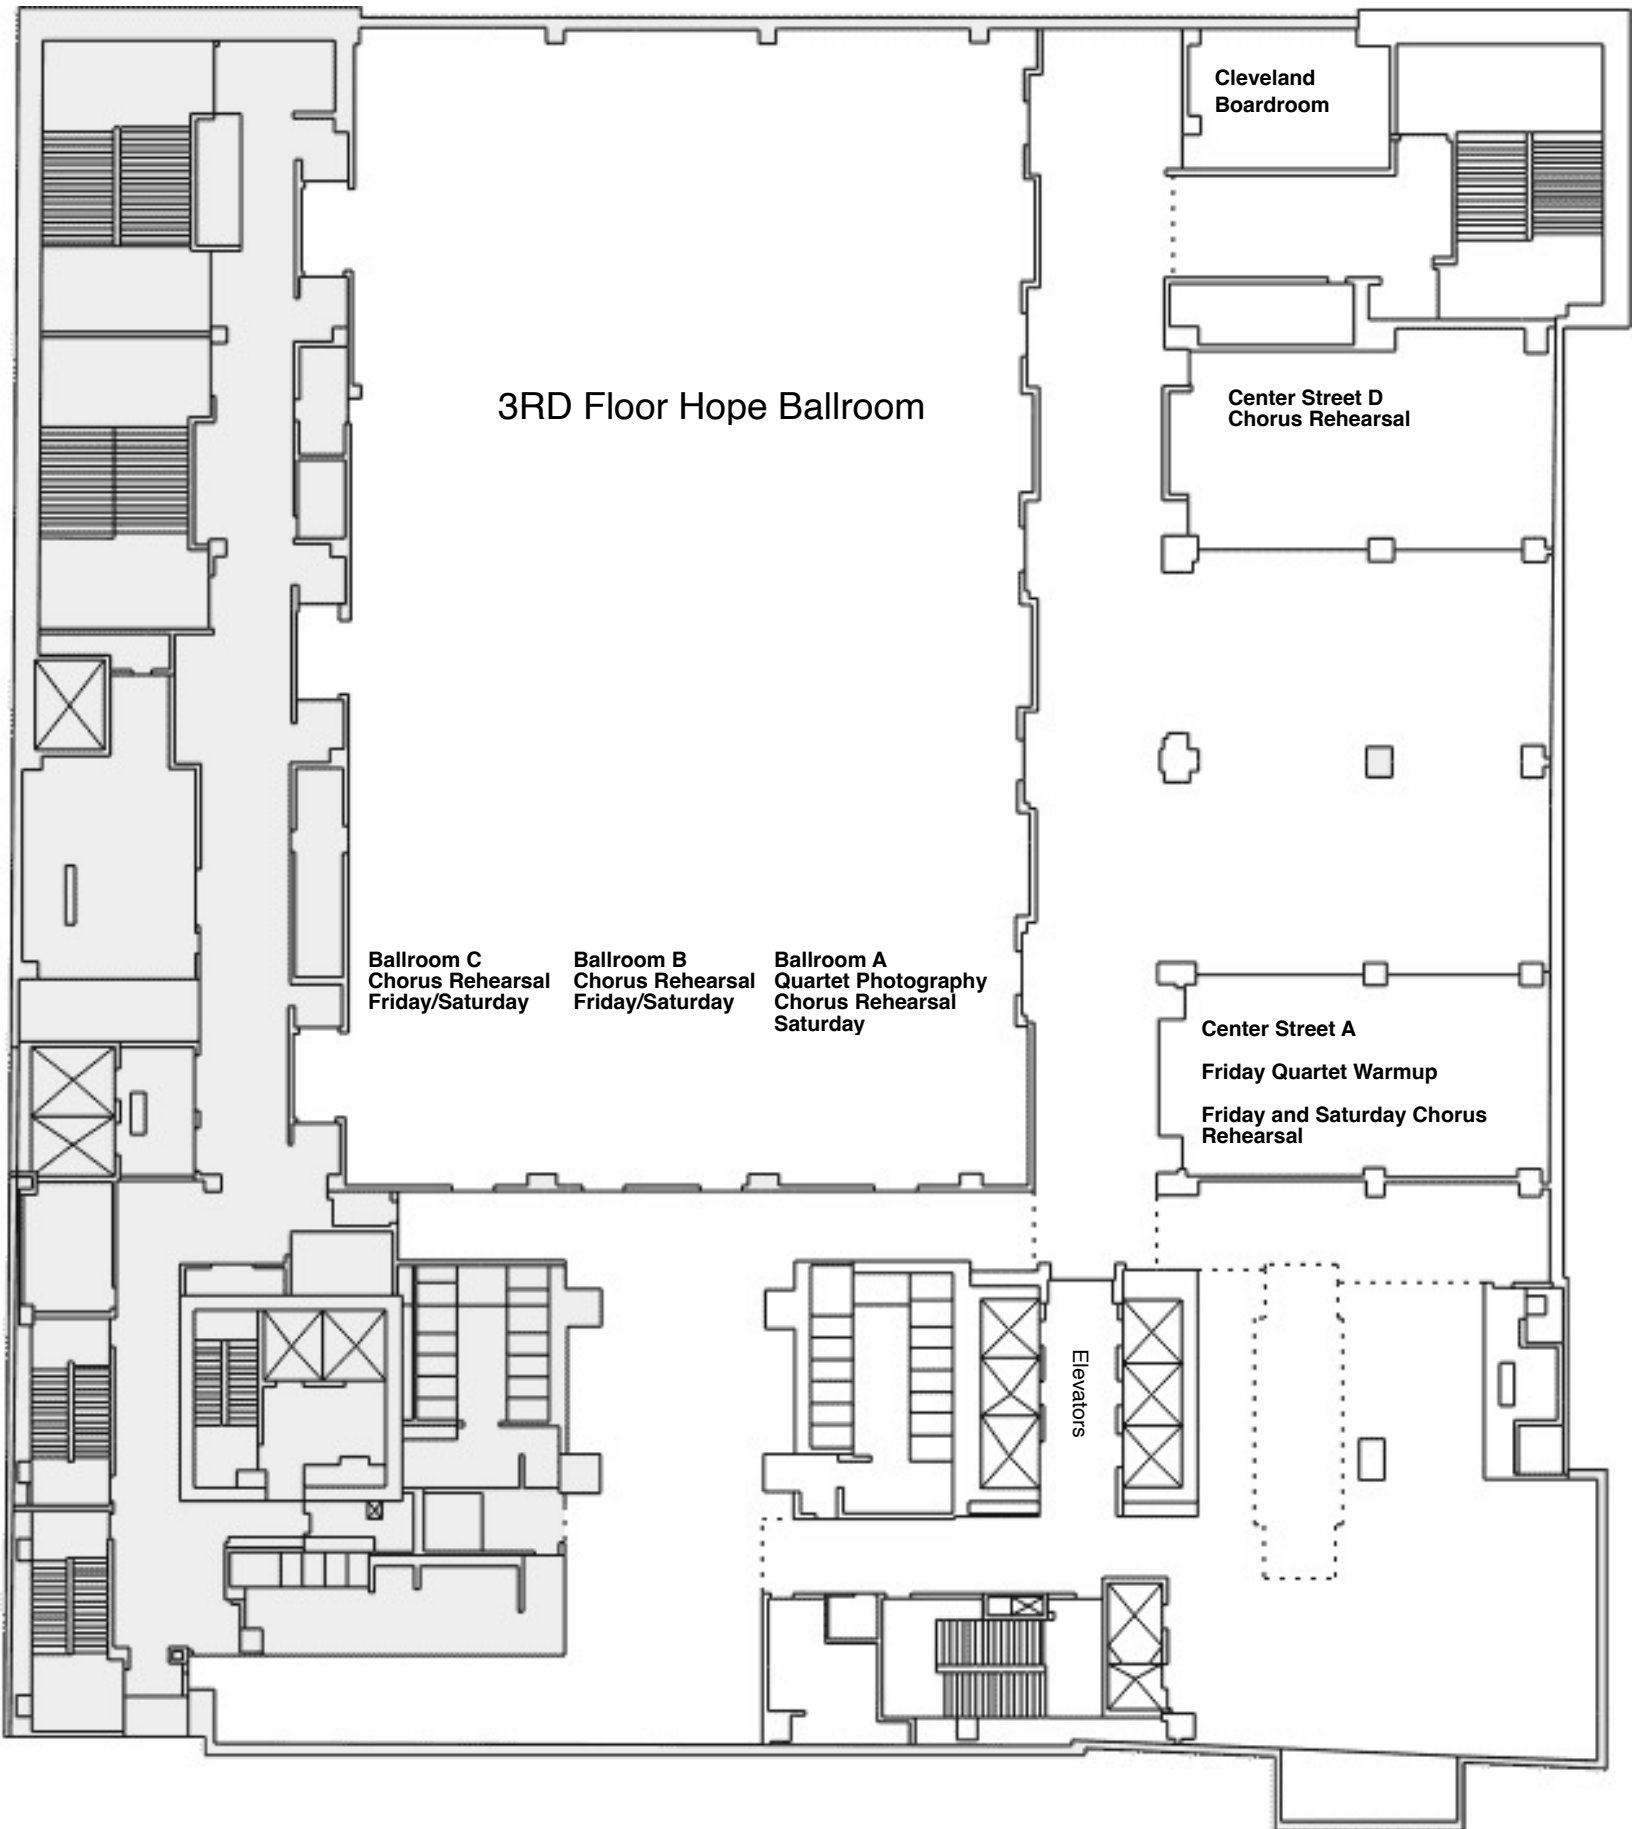 Cleveland
Boardroom
3RD Floor Hope Ballroom
Center Street D
Chorus Rehearsal
Ballroom C
Chorus Rehearsal
Friday/Saturday
Ballroom B
Chorus Rehearsal
Friday/Saturday
Ballroom A
Quartet Photography
Chorus Rehearsal
Saturday
Center Street A
Friday Quartet Warmup
Friday and Saturday Chorus
Rehearsal
Elevators